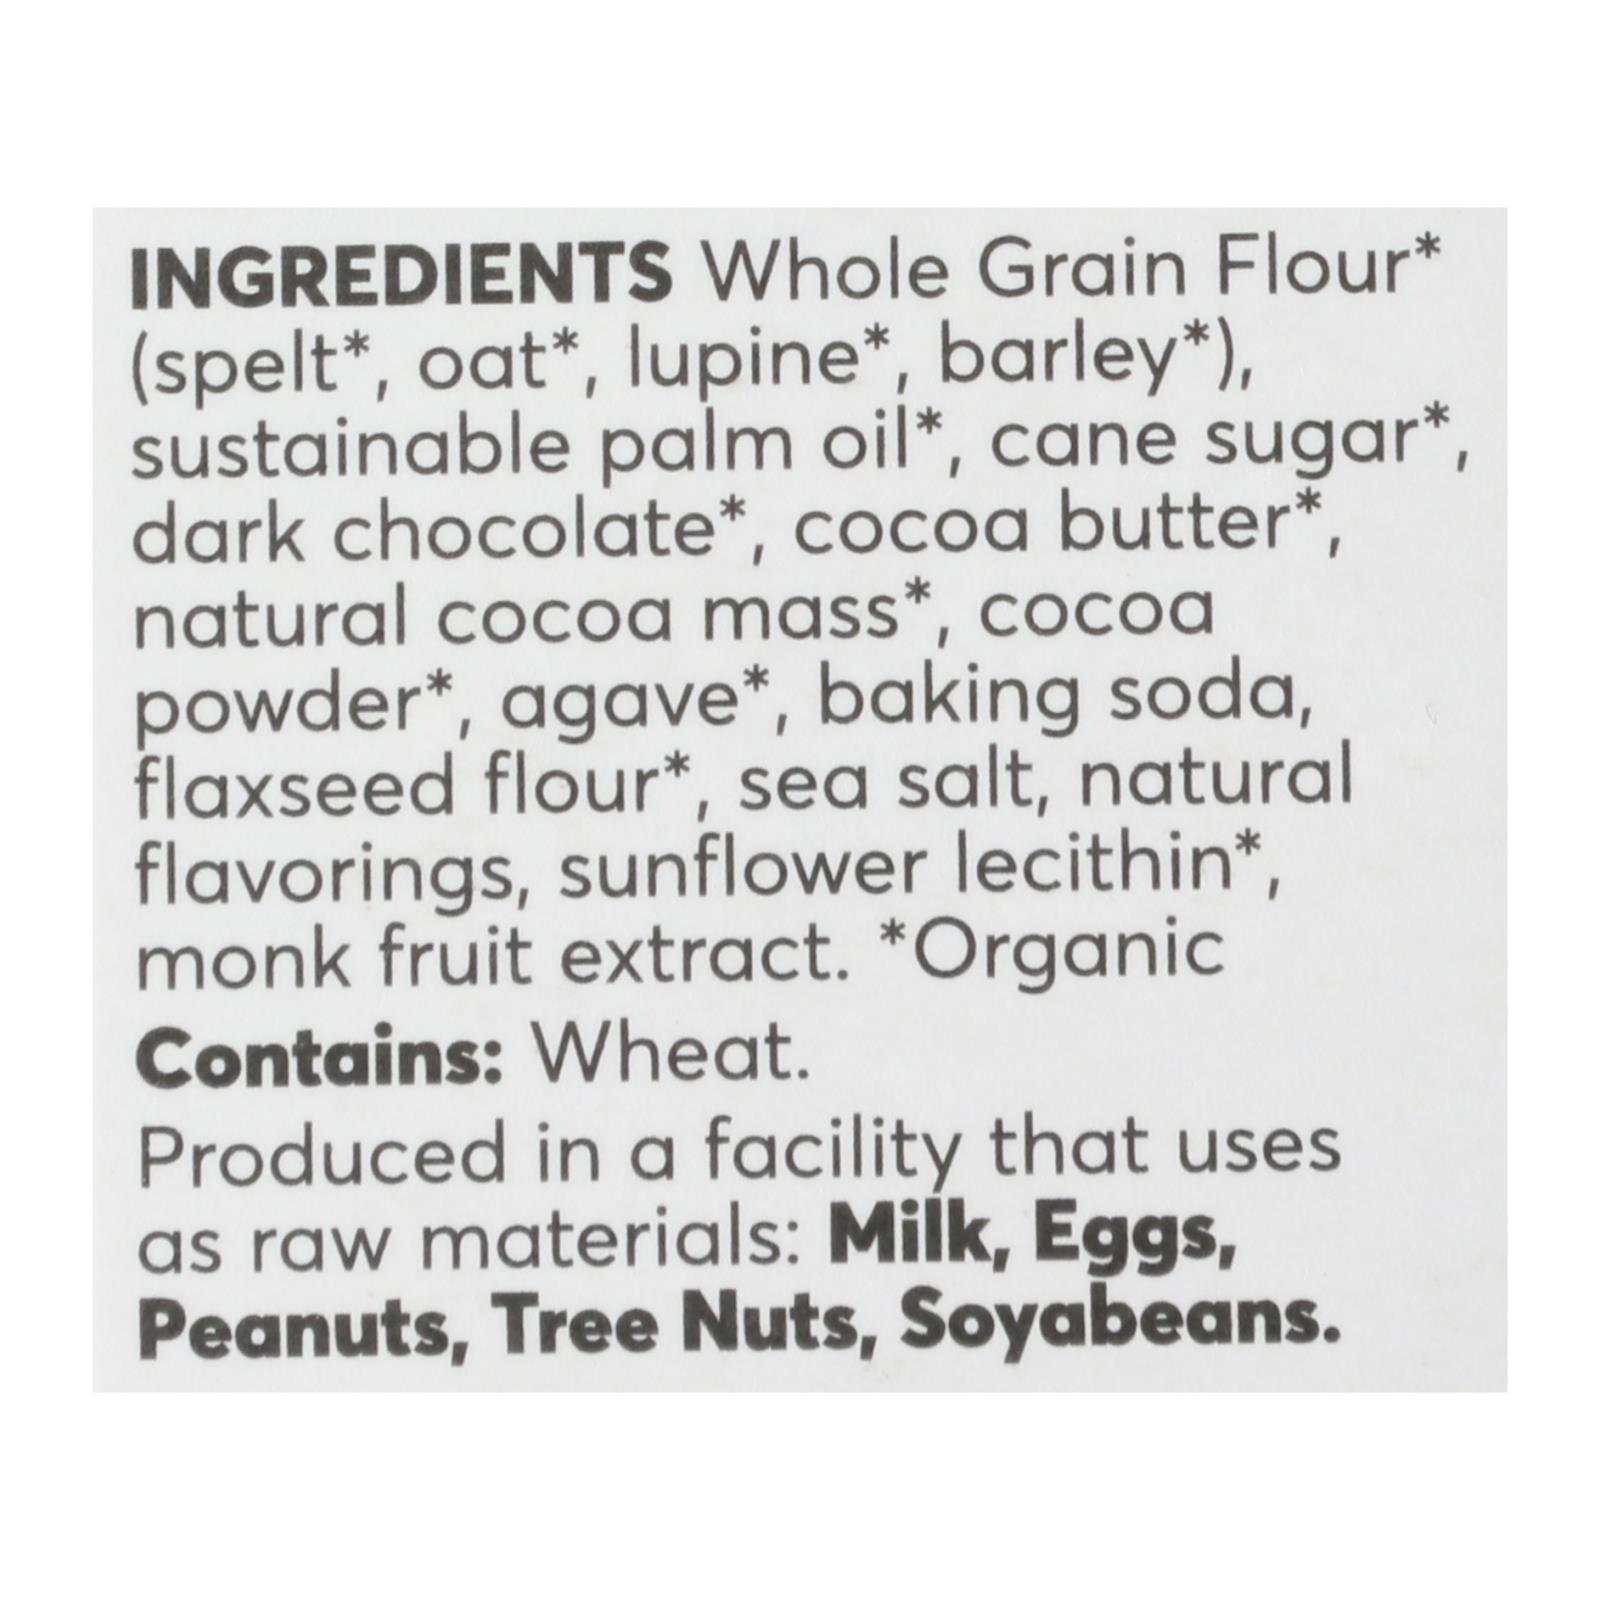 INGREDIENTS Whole Grain Flour*
(spelt*, oat*, lupine*, barley*),
sustainable palm oil*, cane sugar*,
dark chocolate*, cocoa butter*,
natural cocoa mass*, cocoa
powder*, agave*, baking soda,
flaxseed flour*, sea salt, natural
flavorings, sunflower lecithin*,
monk fruit extract. *Organic
Contains: Wheat.
Produced in a facility that uses
as raw materials: Milk, Eggs,
Peanuts, Tree Nuts, Soyabeans.